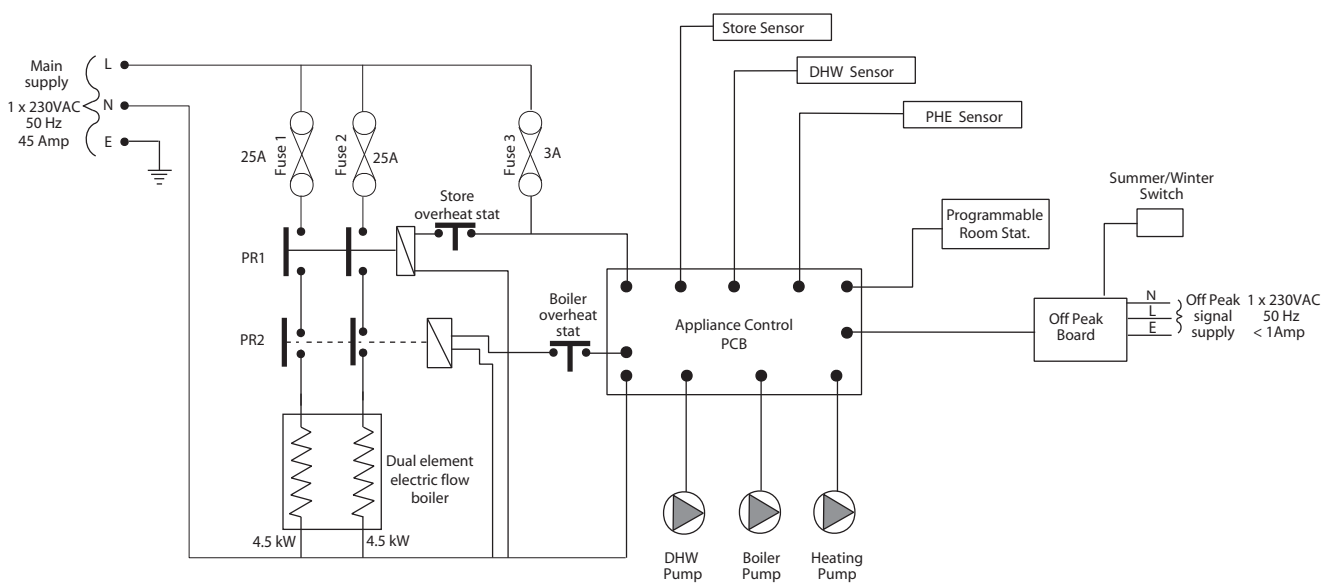 Store Sensor
DHW Sensor
PHE Sensor
Main
supply
1 x 230VAC
50 Hz
45 Amp
L
N
E
25A
Fuse 1
Fuse 2
25A
Fuse 3
3A
Store
overheat stat
Summer/Winter
Switch
Programmable
Room Stat.
PR1
PR2
Boiler
overheat
stat
Appliance Control
PCB
Off Peak
Board
N
L
E
Off Peak
signal
supply
1 x 230VAC
50 Hz
< 1Amp
Dual element
electric flow
boiler
4.5 kW
4.5 kW
DHW
Pump
Boiler
Pump
Heating
Pump